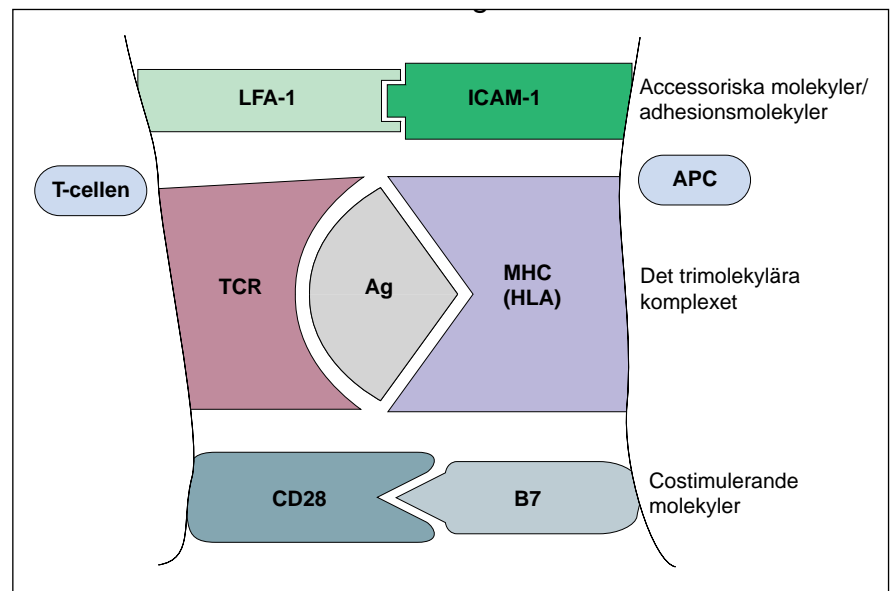 LFA-1
ICAM-1
Accessoriska molekyler/
adhesionsmolekyler
T-cellen
APC
TCR
Ag
MHC
(HLA)
Det trimolekylära
komplexet
CD28
B7
Costimulerande
molekyler